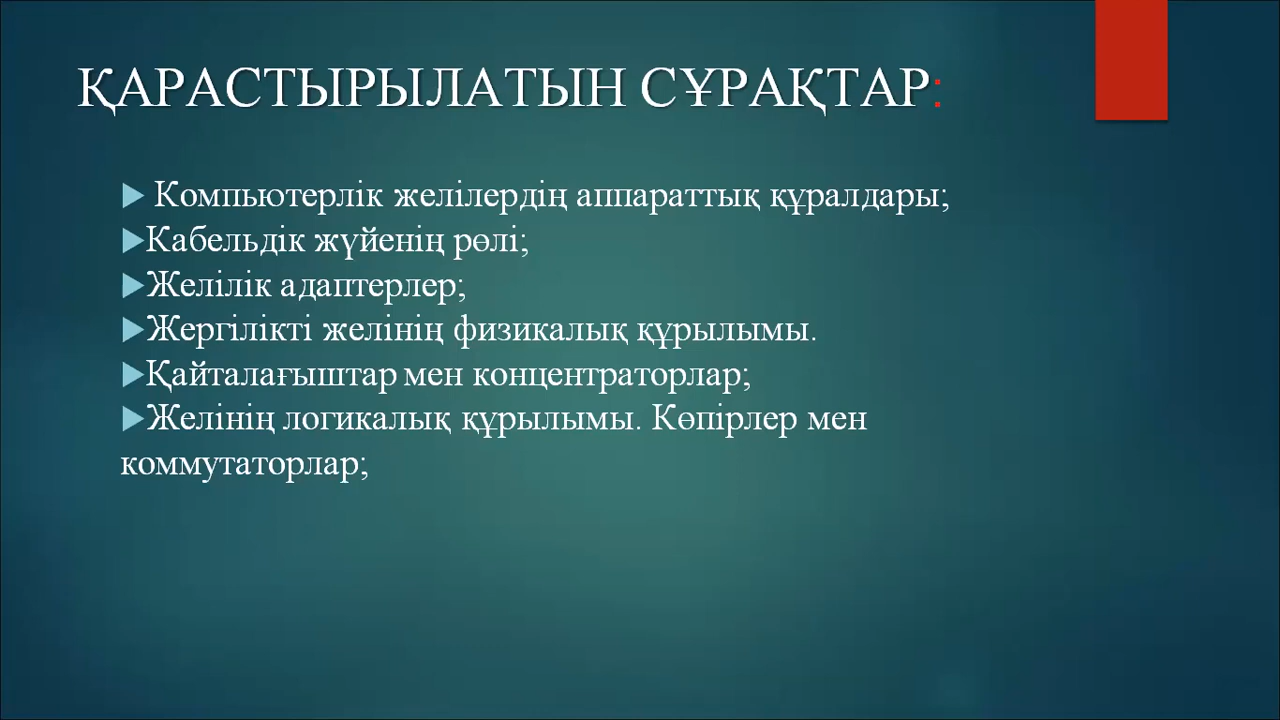 ҚАРАСТЫРЫЛАТЫН СҰРАҚТАР:
Компьютерлік желілердің аппараттық құралдары;
Кабельдік жүйенің рөлі;
Желілік адаптерлер;
Жергілікті желінің физикалық құрылымы.
Қайталағыштар мен концентраторлар;
Желінің логикалық құрылымы. Көпірлер мен
коммутаторлар;